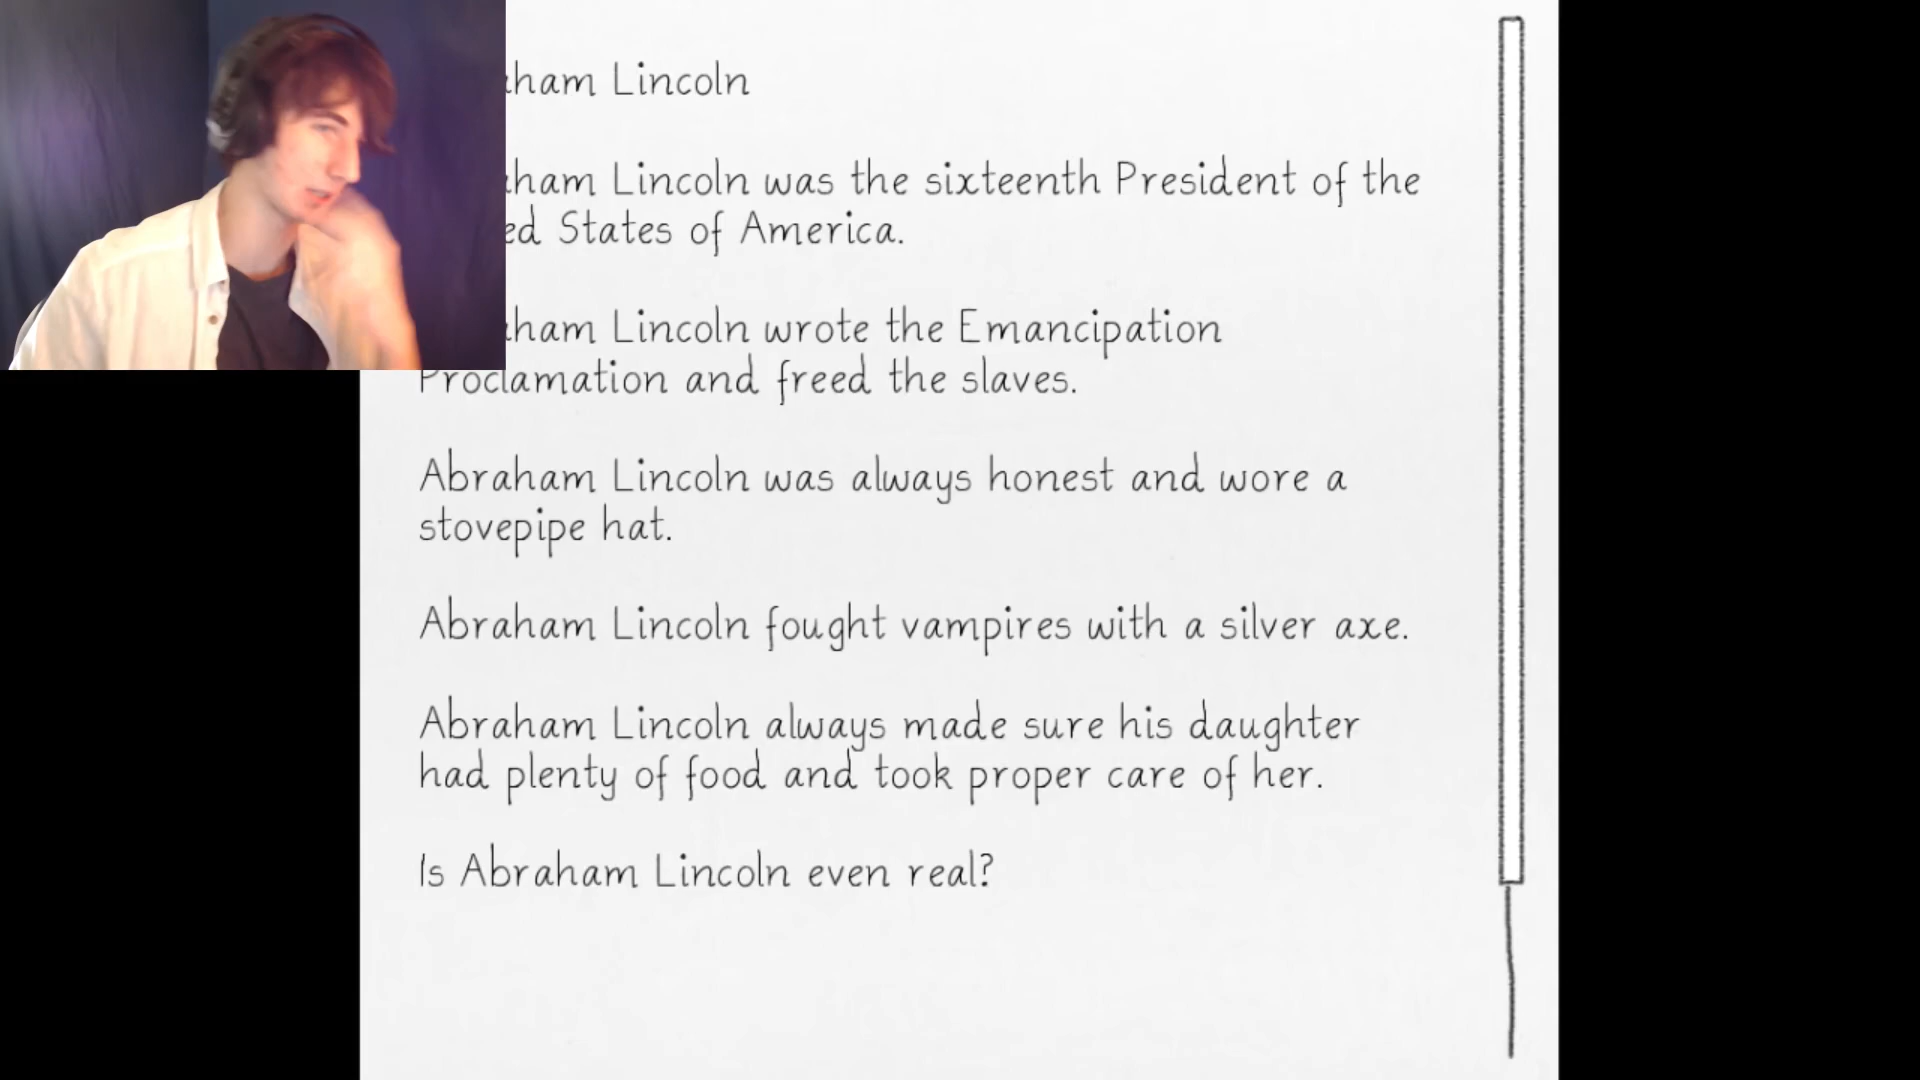 ham Lincoln
ham Lincoln was the sixteenth President of the
ed States of America.
ham Lincoln wrote the Emancipation
Proclamation and freed the slaves.
Abraham Lincoln was always honest and wore a
stovepipe hat.
Abraham Lincoln fought vampires with a silver axe.
Abraham Lincoln always made sure his daughter
had plenty of food and took proper care of her.
Is Abraham Lincoln even real?